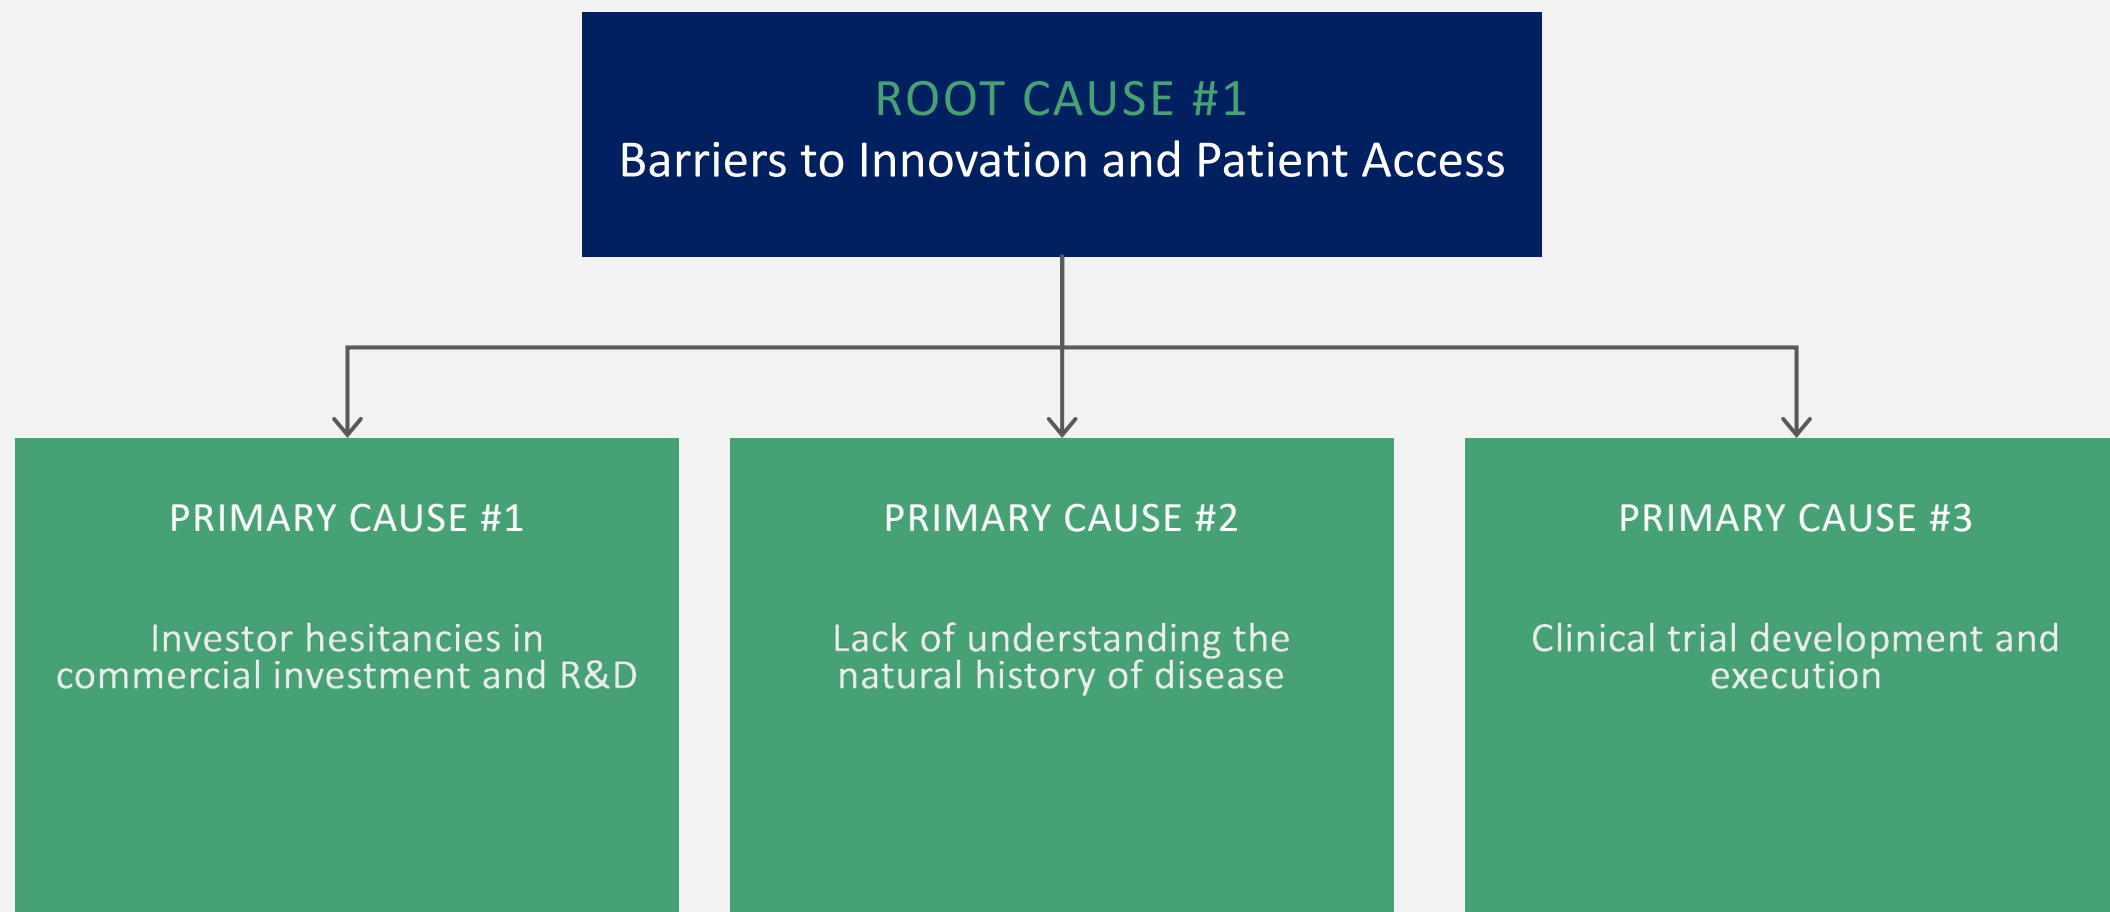 ROOT CAUSE #1
Barriers to Innovation and Patient Access
PRIMARY CAUSE #1
Investor hesitancies in
commercial investment and R&D
PRIMARY CAUSE #2
Lack of understanding the
natural history of disease
PRIMARY CAUSE #3
Clinical trial development and
execution